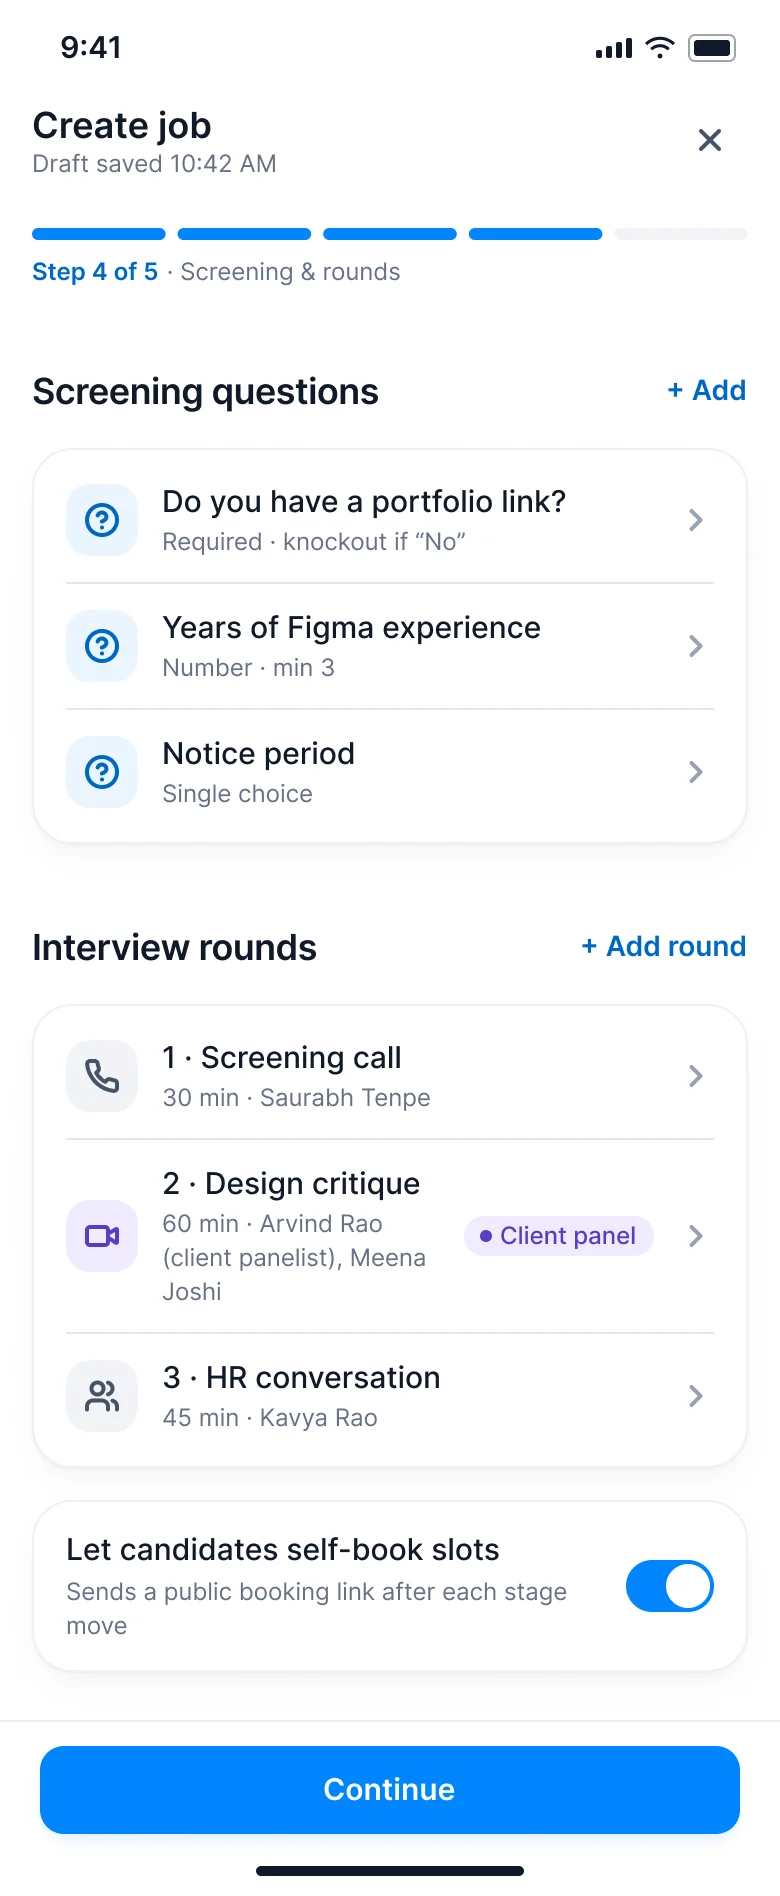 9:41
Create job
Draft saved 10:42 AM
Step 4 of 5 · Screening & rounds
Screening questions
+ Add
Do you have a portfolio link?
Required · knockout if “No”
Years of Figma experience
Number · min 3
Notice period
Single choice
Interview rounds
+ Add round
1 · Screening call
30 min · Saurabh Tenpe
2 · Design critique
60 min · Arvind Rao
(client panelist), Meena
Joshi
Client panel
3 · HR conversation
45 min · Kavya Rao
Let candidates self-book slots
Sends a public booking link after each stage
move
Continue